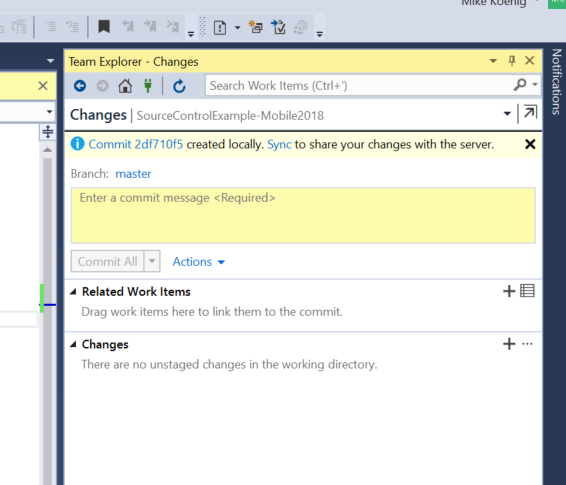 Mike Koenig
Team Explorer - Changes
Search Work Items (Ctrl+')
Changes | SourceControlExample-Mobile2018
Commit 2df710f5 created locally. Sync to share your changes with the server.
Branch: master
Enter a commit message <Required>
Commit All
Actions
Related Work Items
Drag work items here to link them to the commit.
Changes
There are no unstaged changes in the working directory.
Notifications